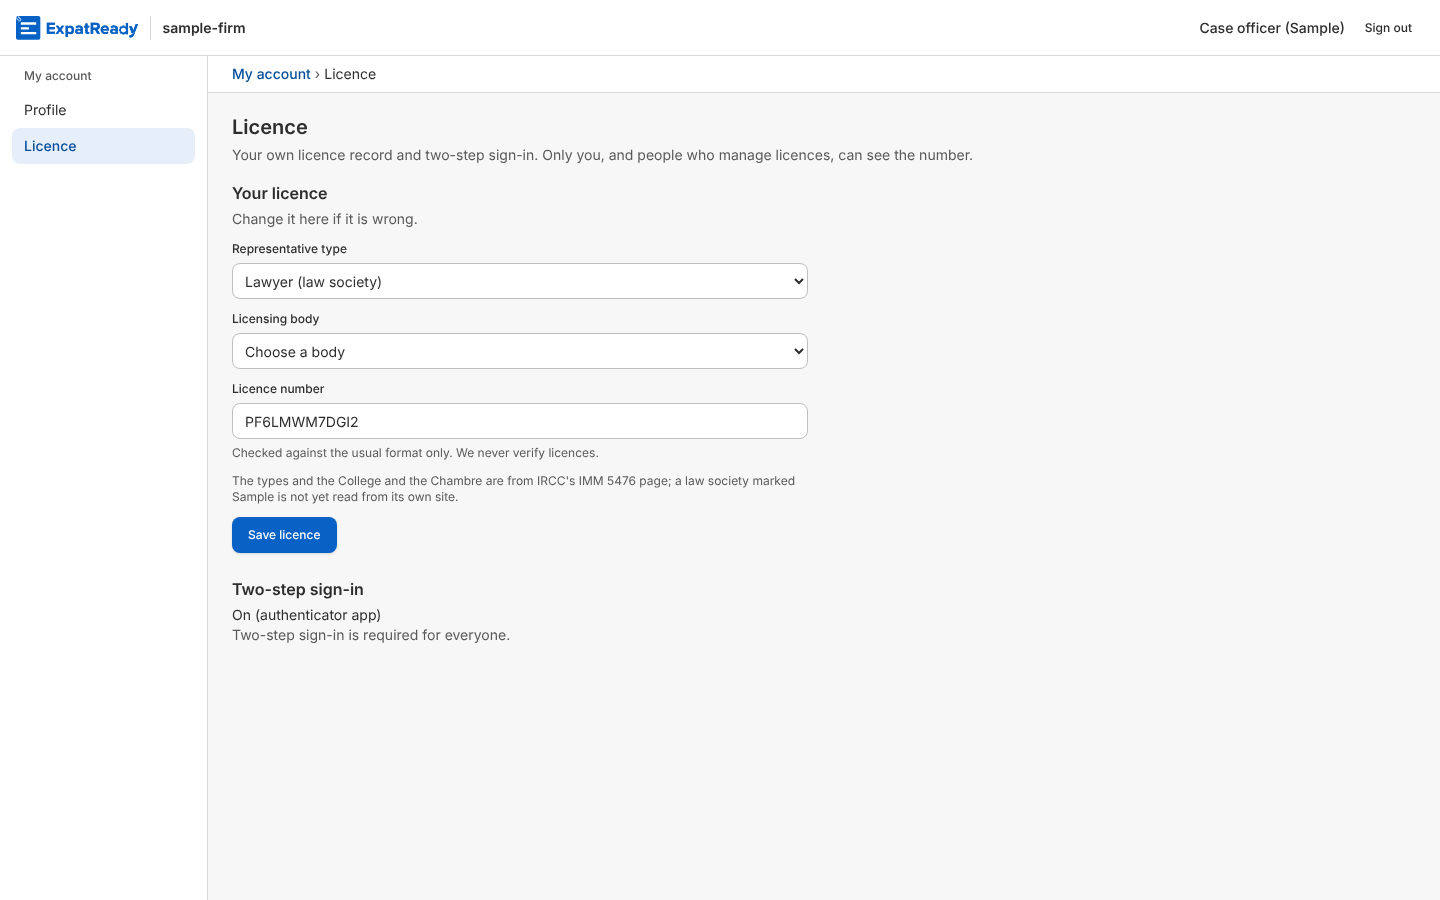 ExpatReady
sample-firm
Case officer (Sample)
Sign out
My account
Profile
Licence
My account › Licence
Licence
Your own licence record and two-step sign-in. Only you, and people who manage licences, can see the number.
Your licence
Change it here if it is wrong.
Representative type
Lawyer (law society)
Licensing body
Choose a body
Licence number
PF6LMWM7DGI2
Checked against the usual format only. We never verify licences.
The types and the College and the Chambre are from IRCC's IMM 5476 page; a law society marked
Sample is not yet read from its own site.
Save licence
Two-step sign-in
On (authenticator app)
Two-step sign-in is required for everyone.